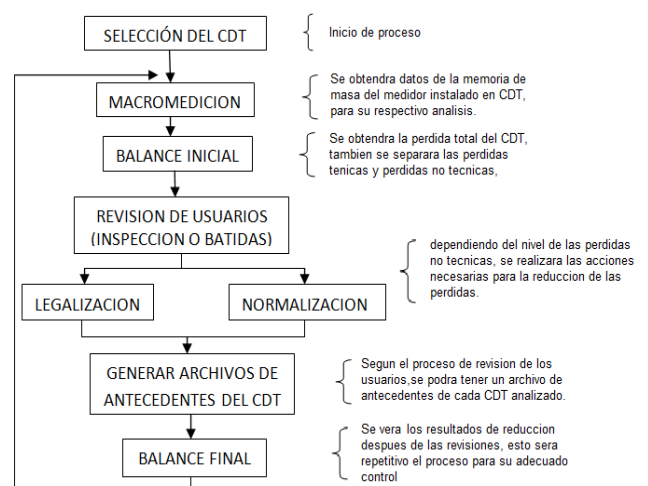 SELECCIÓN DEL CDT
Inicio de proceso
MACROMEDICION
Se obtendra datos de la memoria de
masa del medidor instalado en CDT,
para su respectivo analisis.
BALANCE INICIAL
Se obtendra la perdida total del CDT,
tambien se separara las perdidas
tenicas y perdidas no tecnicas,
REVISION DE USUARIOS
(INSPECCION O BATIDAS)
dependiendo del nivel de las perdidas
no tecnicas, se realizara las acciones
necesarias para la reduccion de las
perdidas.
LEGALIZACION
NORMALIZACION
GENERAR ARCHIVOS DE
ANTECEDENTES DEL CDT
Segun el proceso de revision de los
usuarios,se podra tener un archivo de
antecedentes de cada CDT analizado.
BALANCE FINAL
Se vera los resultados de reduccion
despues de las revisiones, esto sera
repetitivo el proceso para su adecuado
control